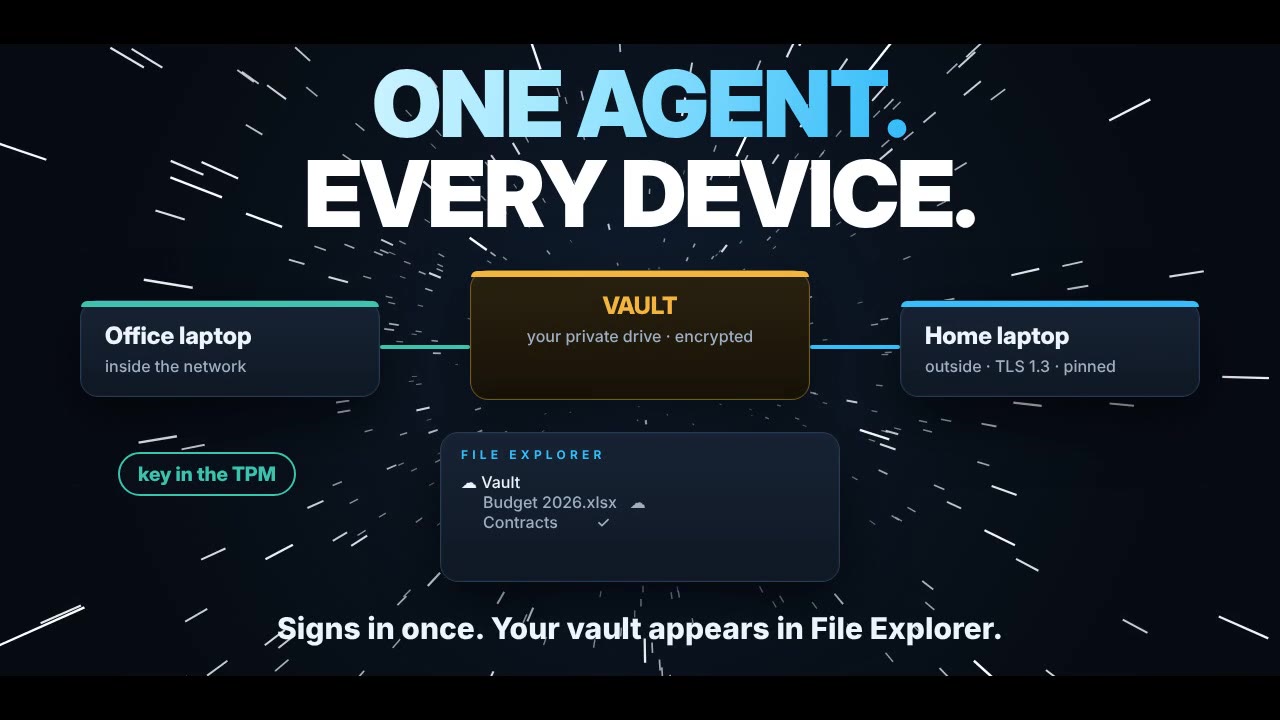 ONE AGENT.
EVERY DEVICE.
VAULT
your private drive · encrypted
Office laptop
inside the network
Home laptop
outside · TLS 1.3 · pinned
key in the TPM
FILE EXPLORER
☁ Vault
Budget 2026.xlsx ☁
Contracts ✓
Signs in once. Your vault appears in File Explorer.